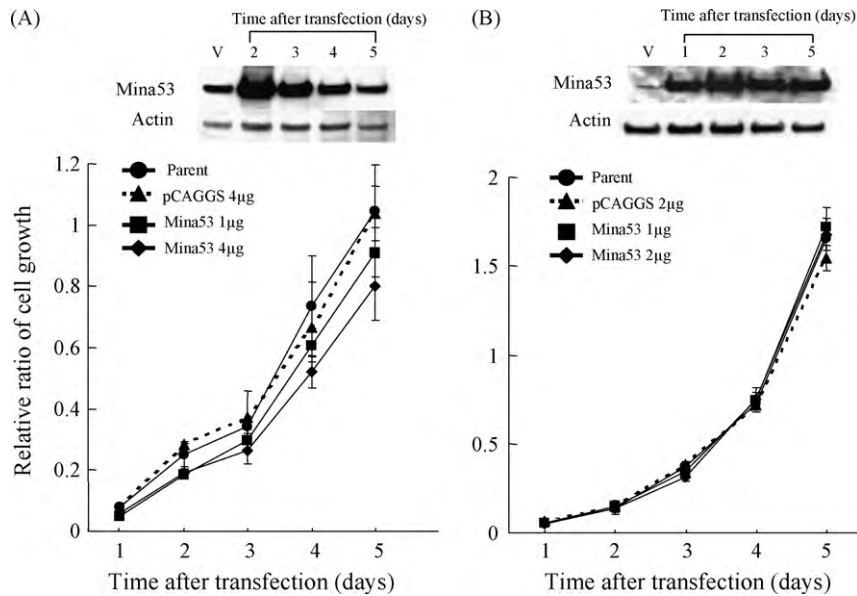 (A)
Time after transfection (days)
V 2 3 4 5
Mina53
Actin
1.2
1
0.8
0.6
0.4
0.2
0
Parent
pCAGGS 4µg
Mina53 1µg
Mina53 4µg
Relative ratio of cell growth
1 2 3 4 5
Time after transfection (days)
(B)
Time after transfection (days)
V 1 2 3 5
Mina53
Actin
2
1.5
1
0.5
0
Parent
pCAGGS 2µg
Mina53 1µg
Mina53 2µg
1 2 3 4 5
Time after transfection (days)